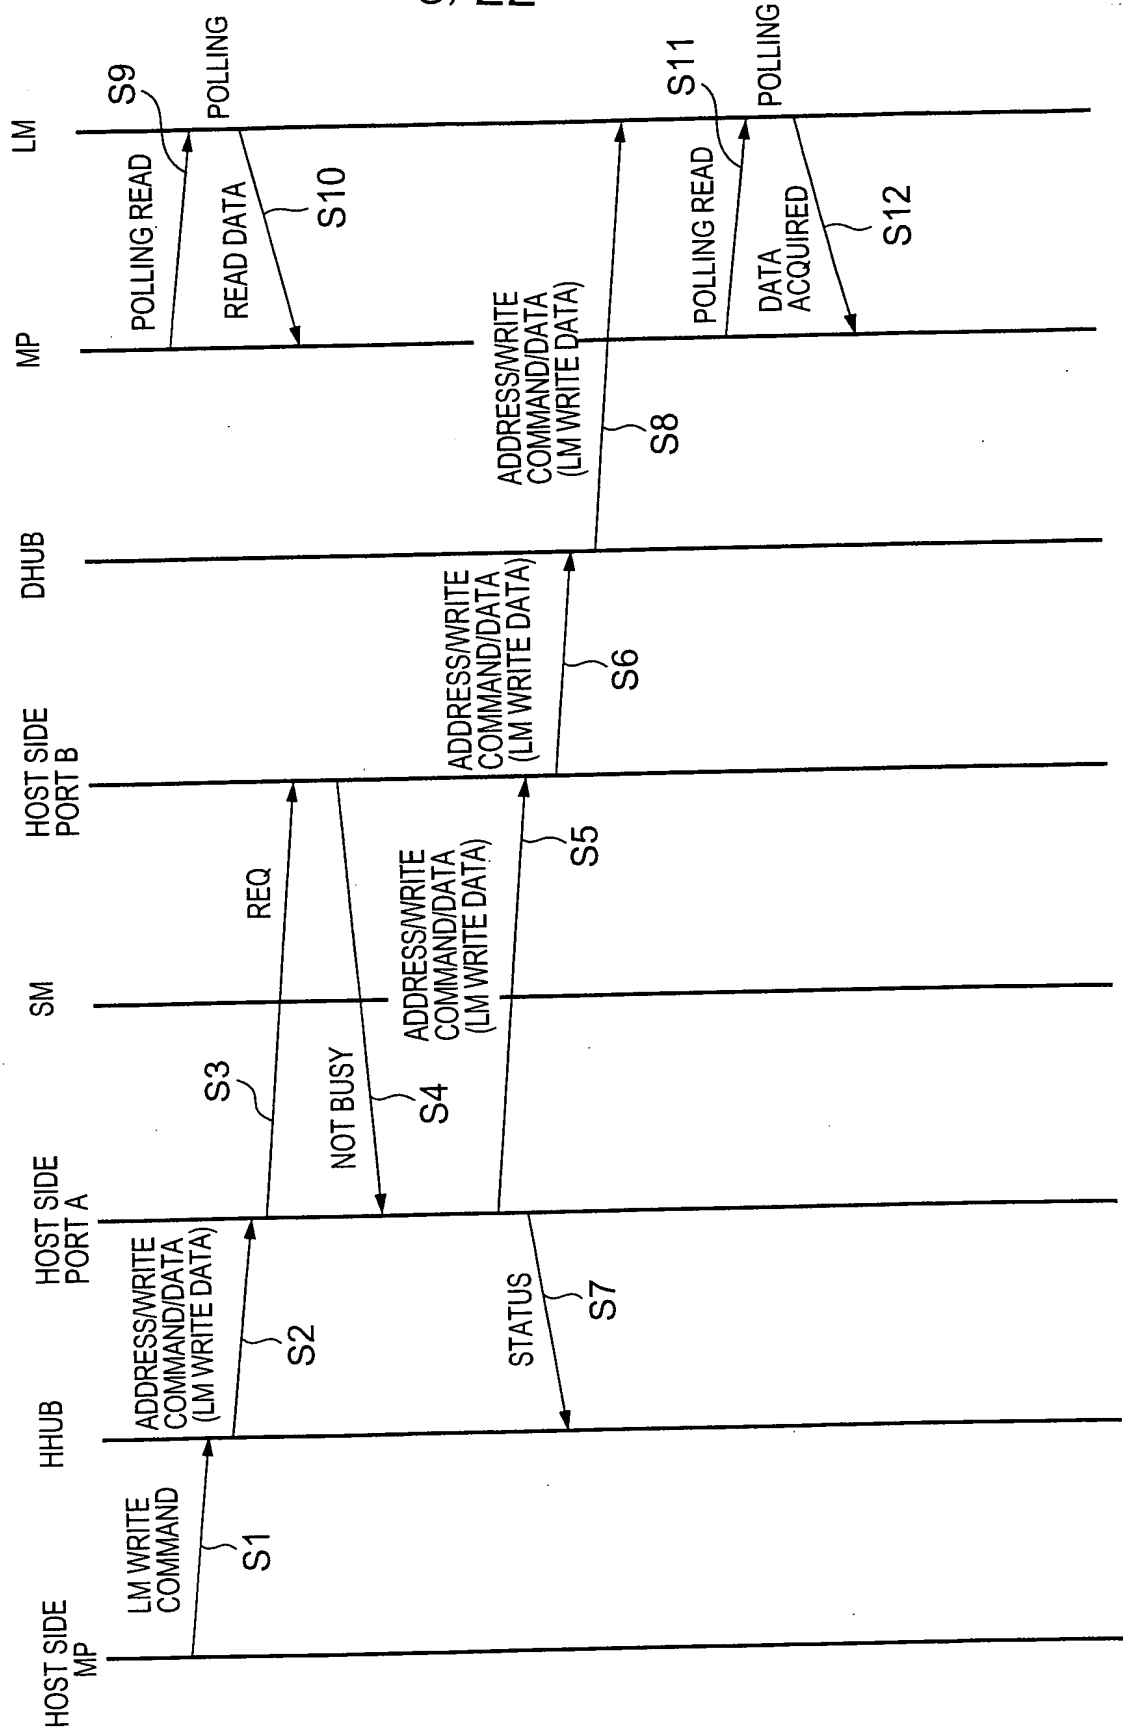 HOST SIDE
MP
HHUB
HOST SIDE
PORT A
SM
HOST SIDE
PORT B
DHUB
MP
LM
LM WRITE
COMMAND
S1
ADDRESS/WRITE
COMMAND/DATA
(LM WRITE DATA)
S2
S3
REQ
NOT BUSY
S4
ADDRESS/WRITE
COMMAND/DATA
(LM WRITE DATA)
S5
STATUS
S7
ADDRESS/WRITE
COMMAND/DATA
(LM WRITE DATA)
S6
ADDRESS/WRITE
COMMAND/DATA
(LM WRITE DATA)
S8
POLLING READ
S9
POLLING
READ DATA
S10
POLLING READ
S11
POLLING
DATA
ACQUIRED
S12